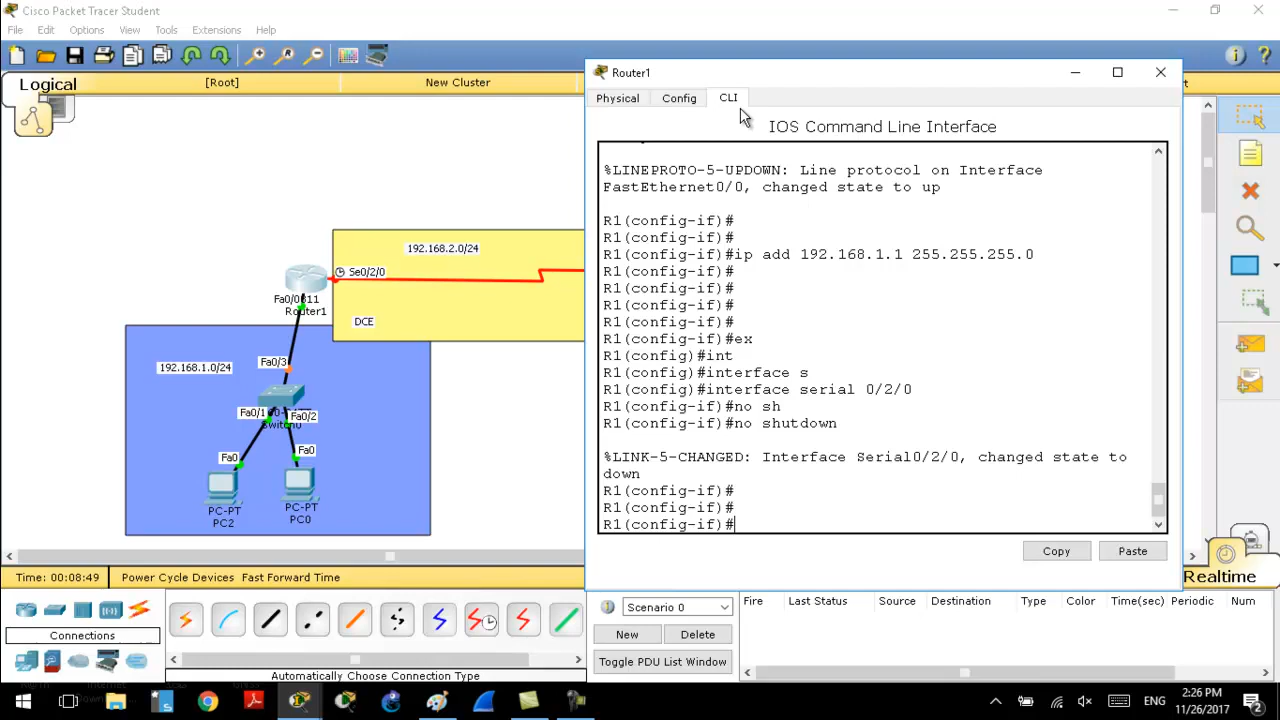 Cisco Packet Tracer Student
File Edit Options View Tools Extensions Help
Logical [Root] New Cluster
Router1
Physical Config CLI
IOS Command Line Interface
%LINEPROTO-5-UPDOWN: Line protocol on Interface
FastEthernet0/0, changed state to up
R1(config-if)#
R1(config-if)#
R1(config-if)#ip add 192.168.1.1 255.255.255.0
R1(config-if)#
R1(config-if)#
R1(config-if)#
R1(config-if)#
R1(config-if)#ex
R1(config)#int
R1(config)#interface s
R1(config)#interface serial 0/2/0
R1(config-if)#no sh
R1(config-if)#no shutdown
%LINK-5-CHANGED: Interface Serial0/2/0, changed state to
down
R1(config-if)#
R1(config-if)#
R1(config-if)#
Copy Paste
192.168.2.0/24
Se0/2/0
Fa0/0
Router1
DCE
192.168.1.0/24
Fa0/3
Fa0/1
Fa0/2
Fa0
Fa0
PC-PT
PC2
PC-PT
PC0
Time: 00:08:49 Power Cycle Devices Fast Forward Time
Realtime
Connections
Automatically Choose Connection Type
Scenario 0
New Delete
Toggle PDU List Window
Fire Last Status Source Destination Type Color Time(sec) Periodic Num
ENG
2:26 PM
11/26/2017
2